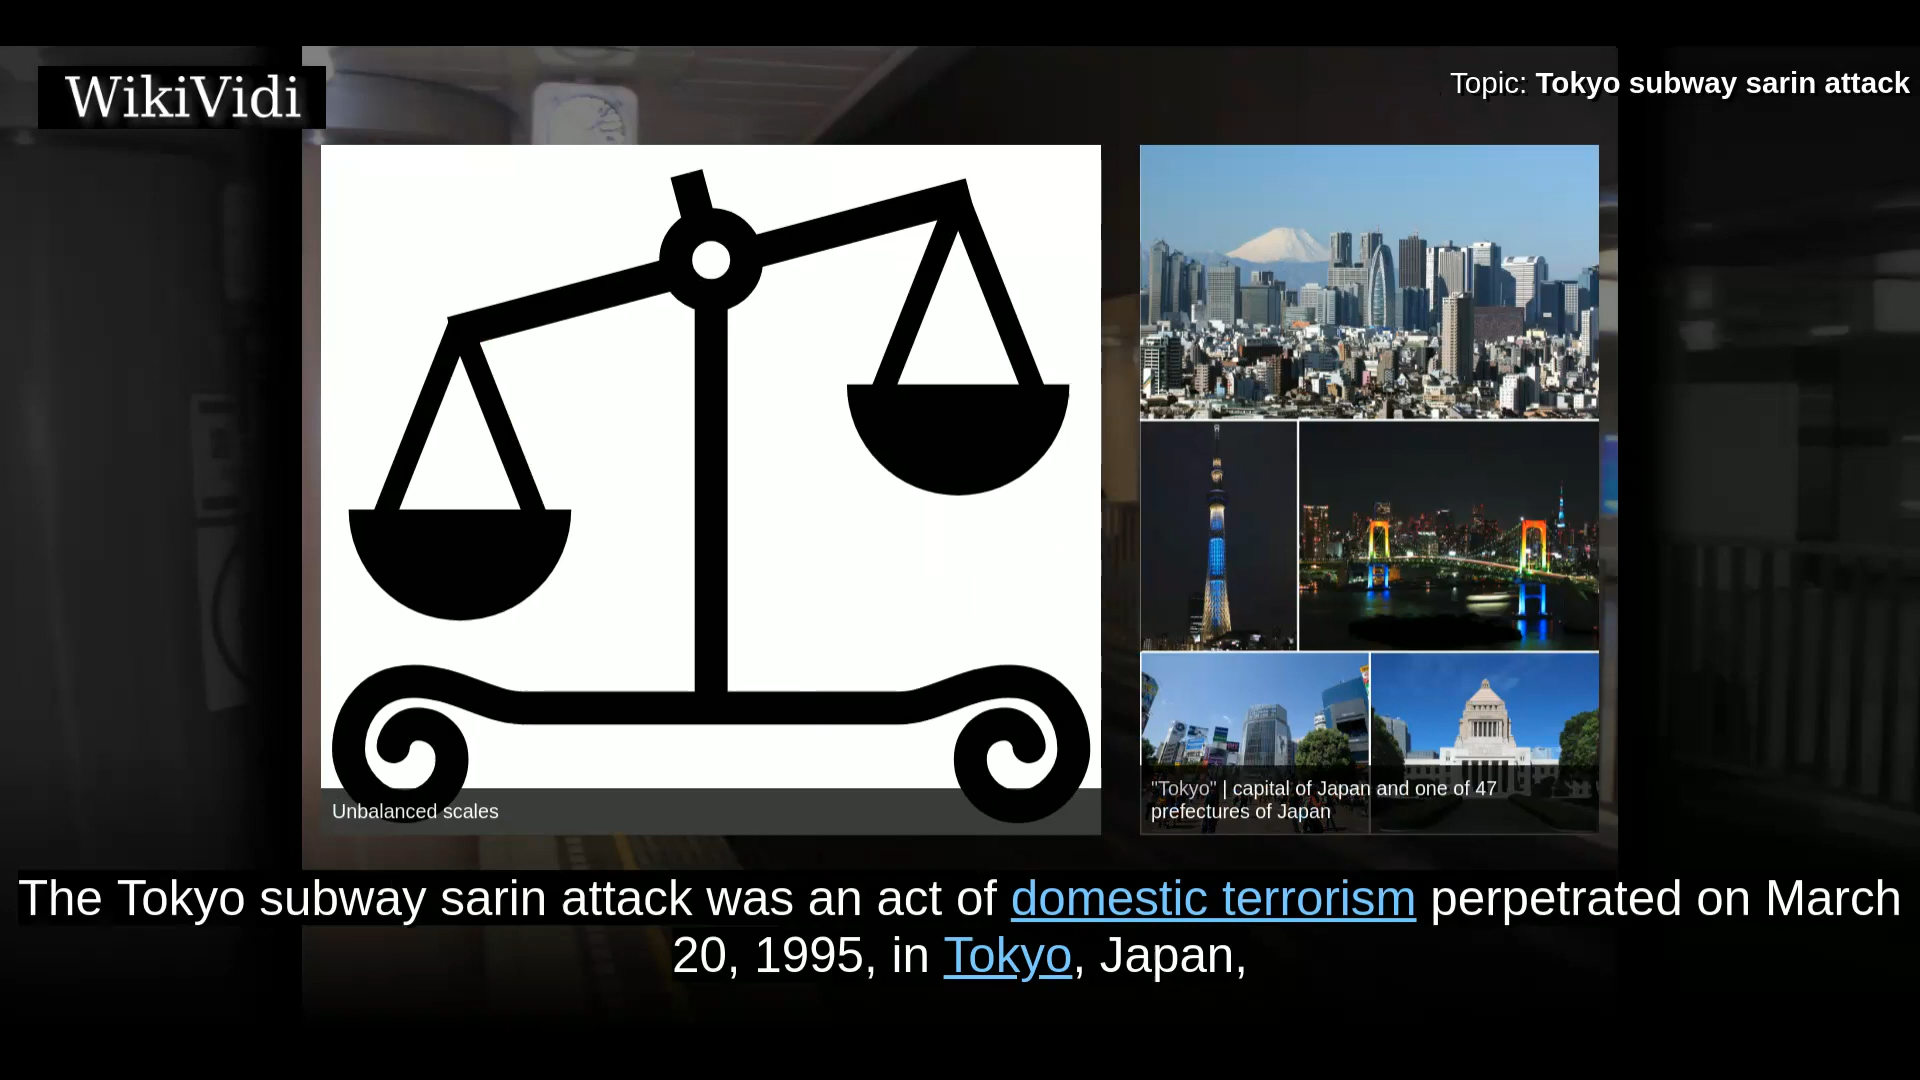 WikiVidi
Topic: Tokyo subway sarin attack
Unbalanced scales
"Tokyo" | capital of Japan and one of 47
prefectures of Japan
The Tokyo subway sarin attack was an act of domestic terrorism perpetrated on March
20, 1995, in Tokyo, Japan,